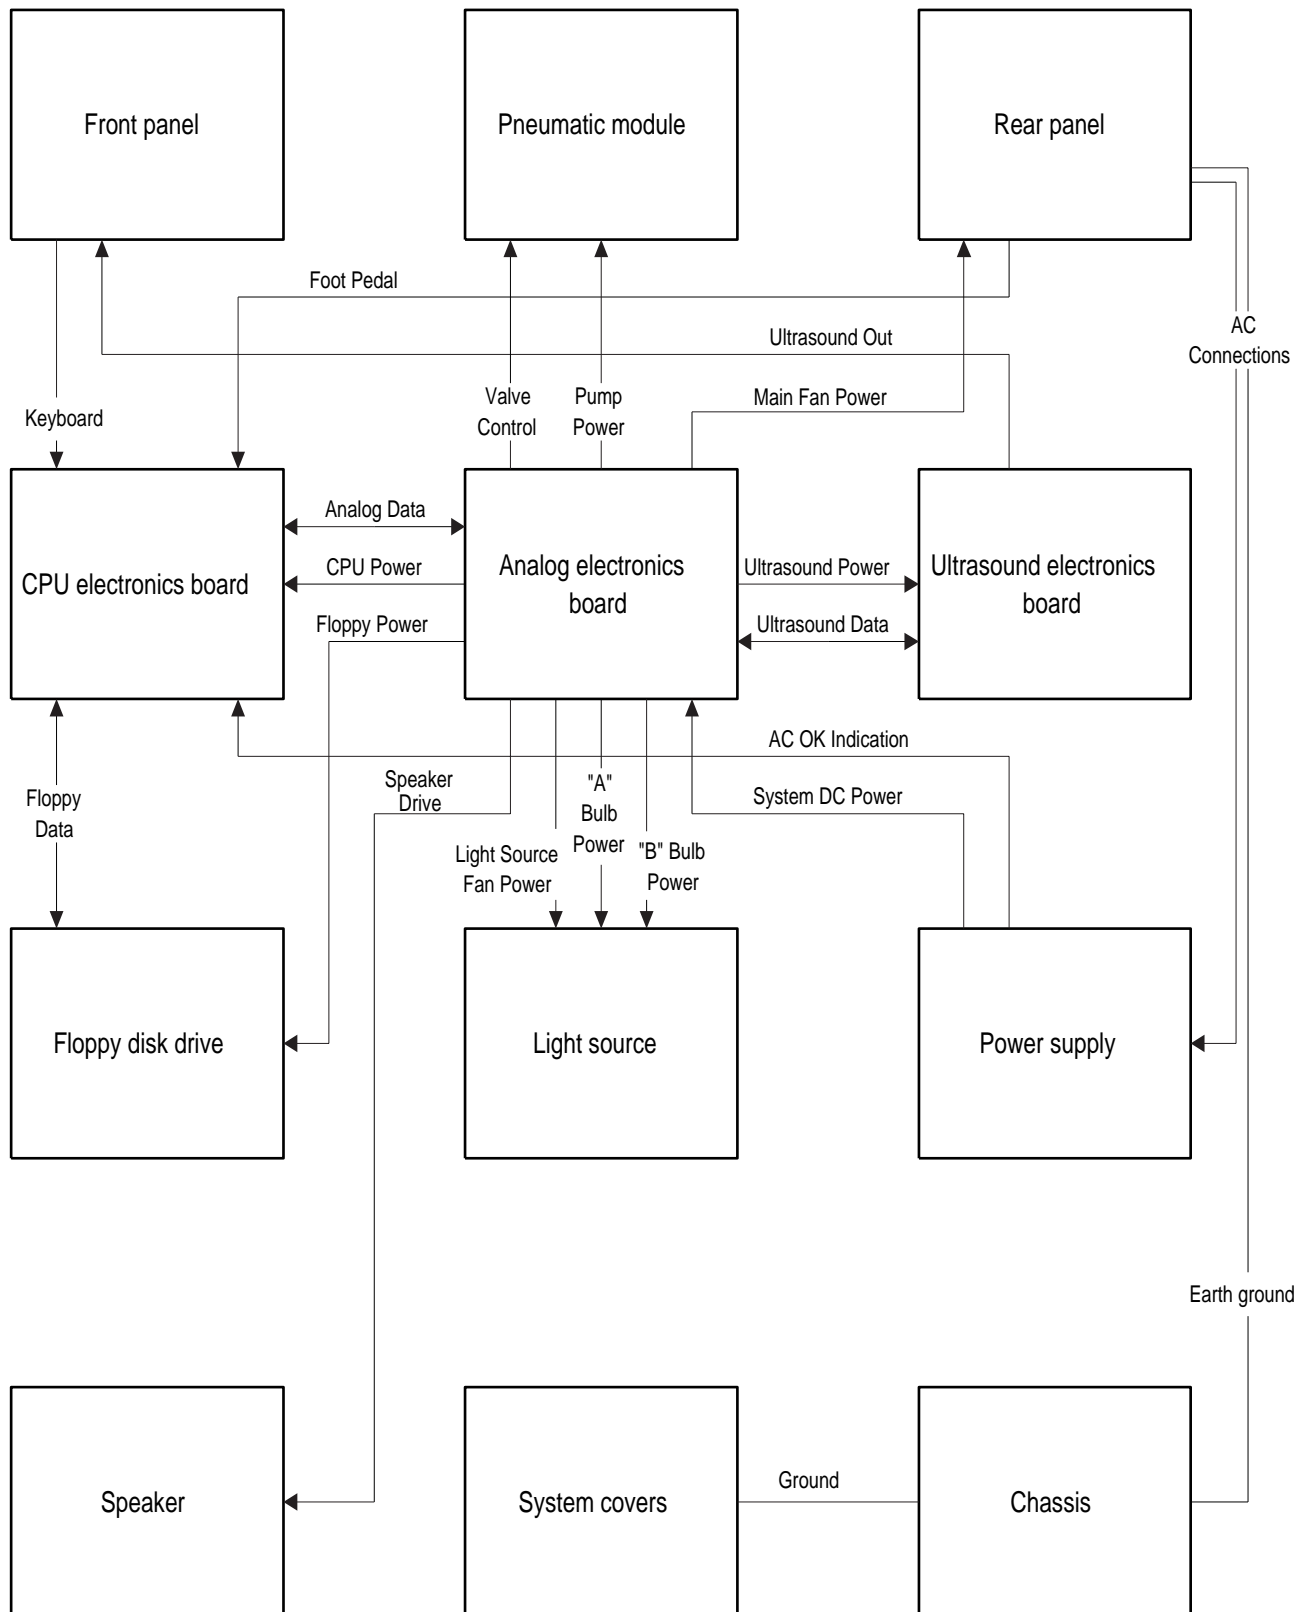 Front panel
Pneumatic module
Rear panel
Foot Pedal
Ultrasound Out
AC
Connections
Keyboard
Valve
Control
Pump
Power
Main Fan Power
CPU electronics board
Analog Data
CPU Power
Floppy Power
Analog electronics
board
Ultrasound Power
Ultrasound Data
Ultrasound electronics
board
Floppy
Data
Speaker
Drive
Light Source
Fan Power
"A"
Bulb
Power
"B" Bulb
Power
AC OK Indication
System DC Power
Floppy disk drive
Light source
Power supply
Earth ground
Speaker
System covers
Ground
Chassis